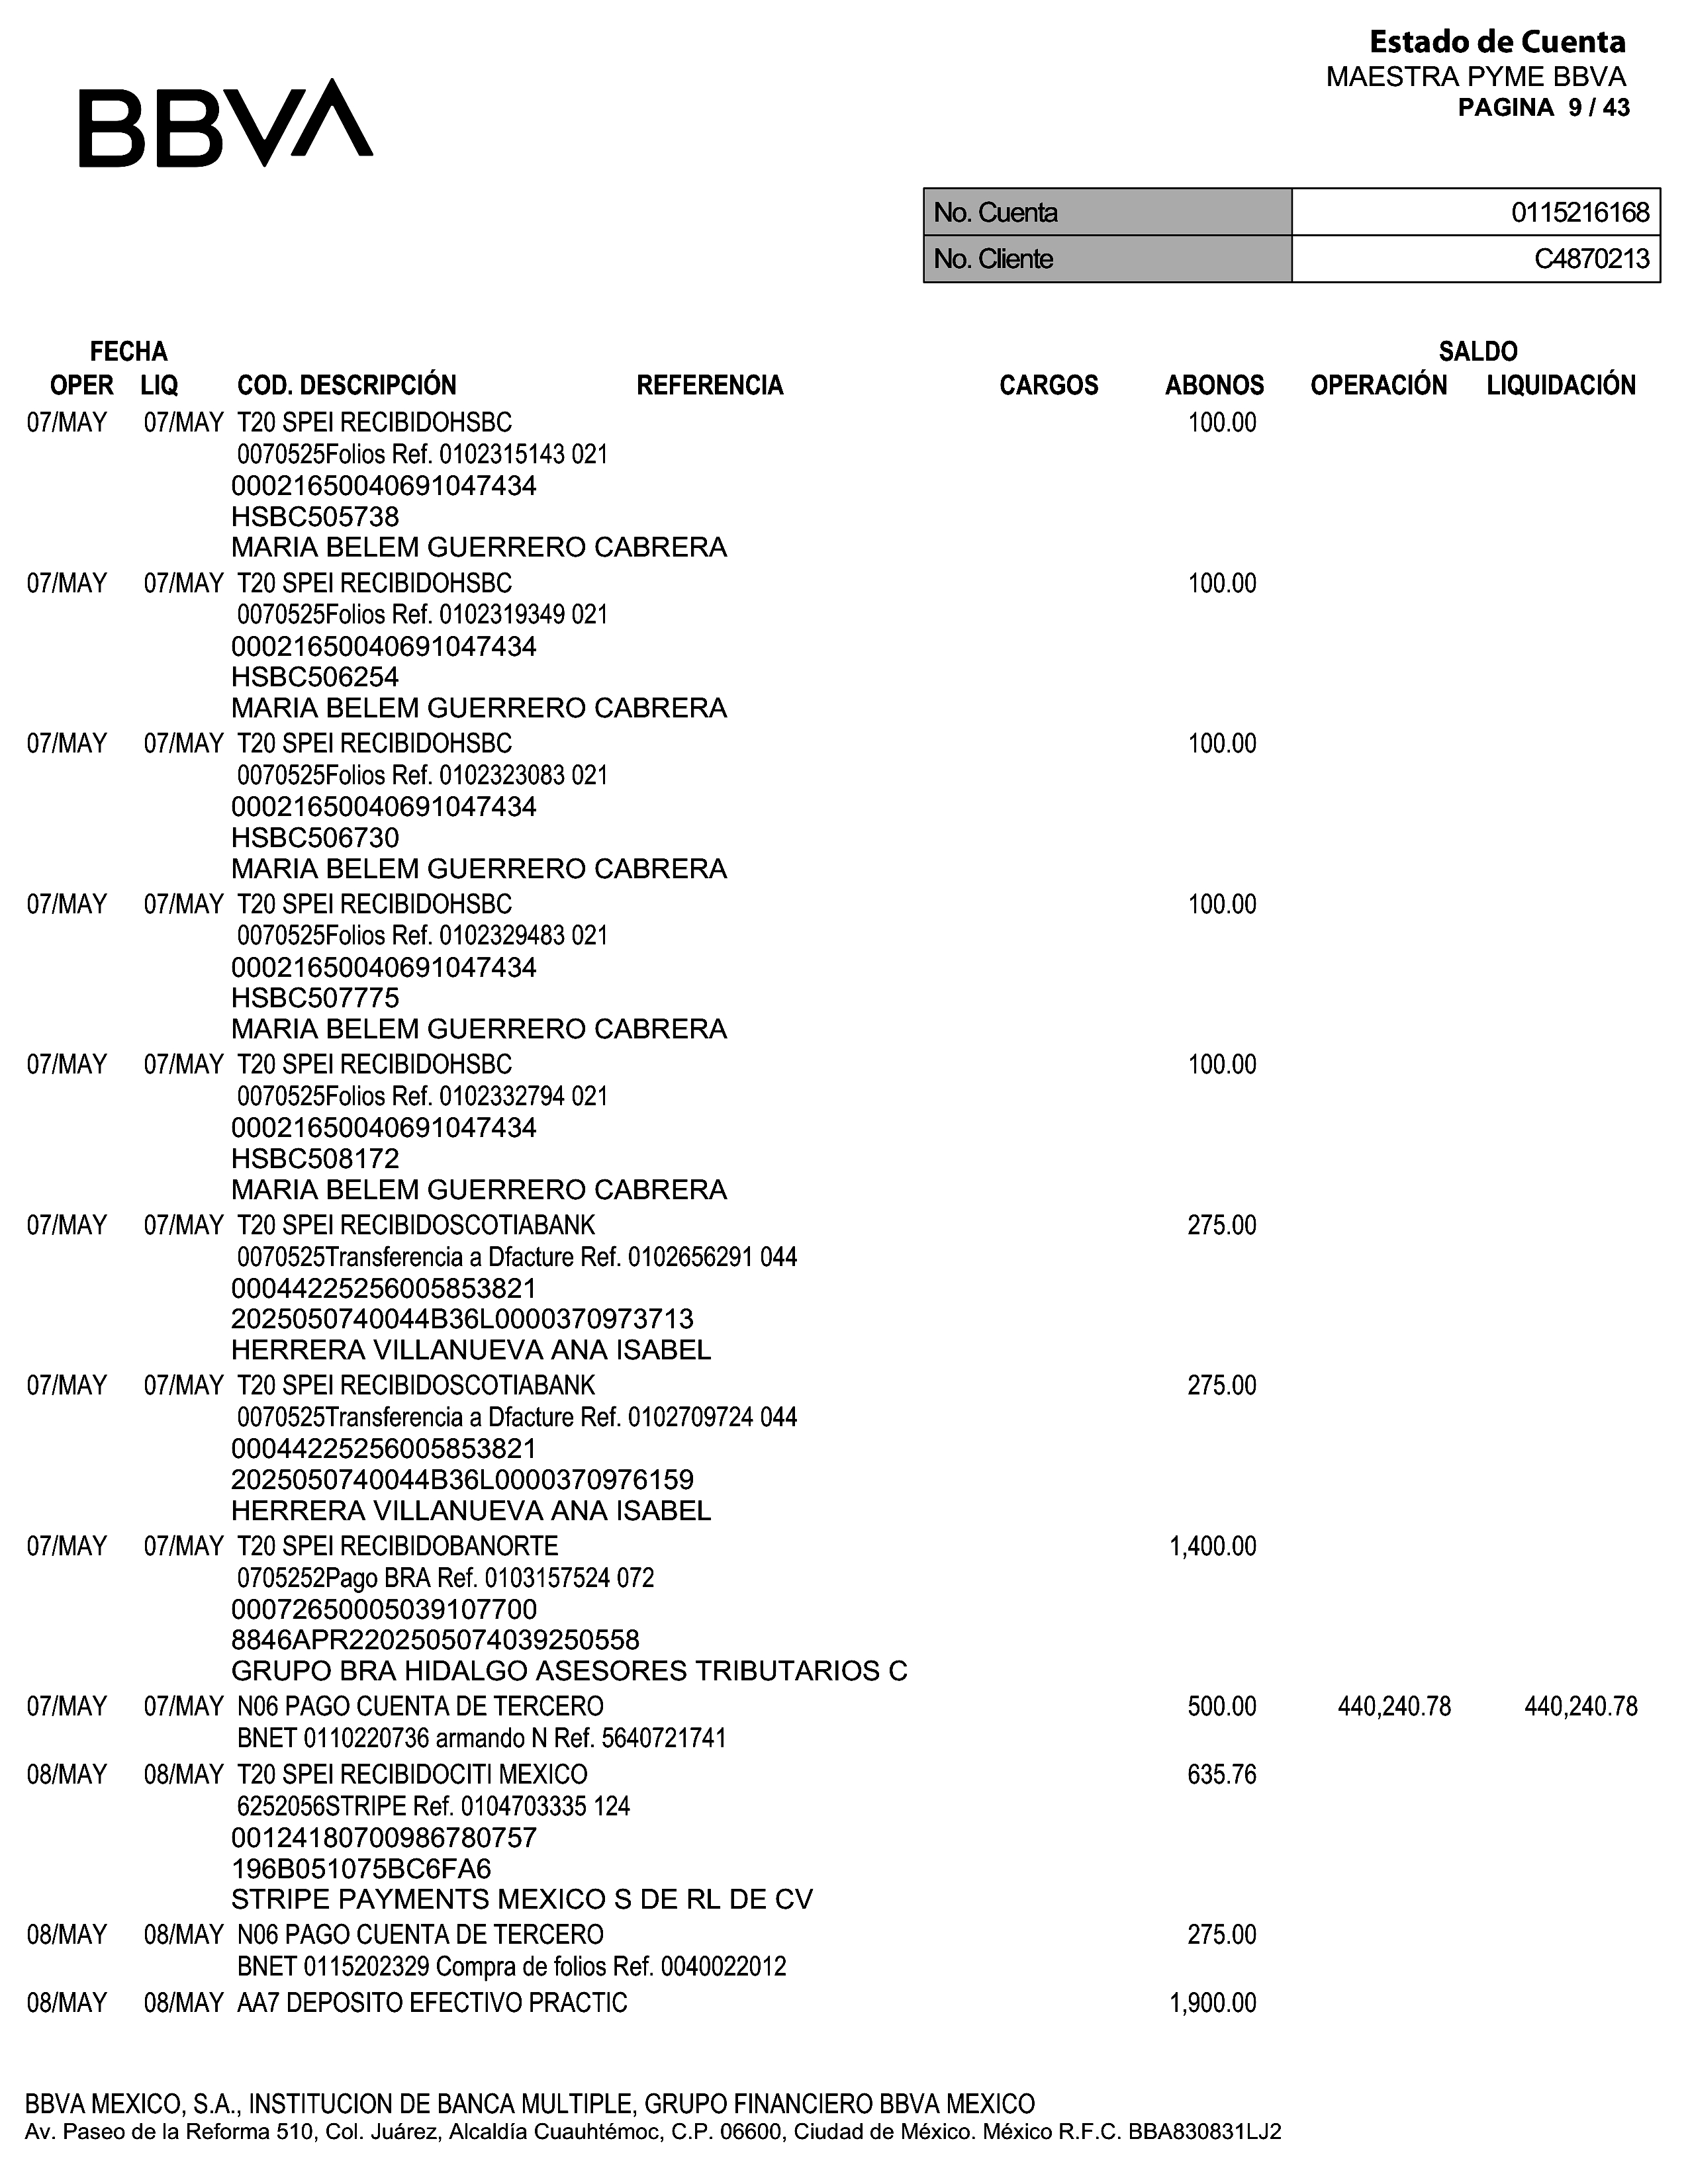 Estado de Cuenta
MAESTRA PYME BBVA
PAGINA 9 / 43
BBVA
No. Cuenta 0115216168
No. Cliente C4870213
FECHA SALDO
OPER LIQ COD. DESCRIPCIÓN REFERENCIA CARGOS ABONOS OPERACIÓN LIQUIDACIÓN
07/MAY 07/MAY T20 SPEI RECIBIDOHSBC 100.00
0070525Folios Ref. 0102315143 021
00021650040691047434
HSBC505738
MARIA BELEM GUERRERO CABRERA
07/MAY 07/MAY T20 SPEI RECIBIDOHSBC 100.00
0070525Folios Ref. 0102319349 021
00021650040691047434
HSBC506254
MARIA BELEM GUERRERO CABRERA
07/MAY 07/MAY T20 SPEI RECIBIDOHSBC 100.00
0070525Folios Ref. 0102323083 021
00021650040691047434
HSBC506730
MARIA BELEM GUERRERO CABRERA
07/MAY 07/MAY T20 SPEI RECIBIDOHSBC 100.00
0070525Folios Ref. 0102329483 021
00021650040691047434
HSBC507775
MARIA BELEM GUERRERO CABRERA
07/MAY 07/MAY T20 SPEI RECIBIDOHSBC 100.00
0070525Folios Ref. 0102332794 021
00021650040691047434
HSBC508172
MARIA BELEM GUERRERO CABRERA
07/MAY 07/MAY T20 SPEI RECIBIDOSCOTIABANK 275.00
0070525Transferencia a Dfacture Ref. 0102656291 044
00044225256005853821
2025050740044B36L0000370973713
HERRERA VILLANUEVA ANA ISABEL
07/MAY 07/MAY T20 SPEI RECIBIDOSCOTIABANK 275.00
0070525Transferencia a Dfacture Ref. 0102709724 044
00044225256005853821
2025050740044B36L0000370976159
HERRERA VILLANUEVA ANA ISABEL
07/MAY 07/MAY T20 SPEI RECIBIDOBANORTE 1,400.00
0705252Pago BRA Ref. 0103157524 072
00072650005039107700
8846APR2202505074039250558
GRUPO BRA HIDALGO ASESORES TRIBUTARIOS C
07/MAY 07/MAY N06 PAGO CUENTA DE TERCERO 500.00 440,240.78 440,240.78
BNET 0110220736 armando N Ref. 5640721741
08/MAY 08/MAY T20 SPEI RECIBIDOCITI MEXICO 635.76
6252056STRIPE Ref. 0104703335 124
00124180700986780757
196B051075BC6FA6
STRIPE PAYMENTS MEXICO S DE RL DE CV
08/MAY 08/MAY N06 PAGO CUENTA DE TERCERO 275.00
BNET 0115202329 Compra de folios Ref. 0040022012
08/MAY 08/MAY AA7 DEPOSITO EFECTIVO PRACTIC 1,900.00
BBVA MEXICO, S.A., INSTITUCION DE BANCA MULTIPLE, GRUPO FINANCIERO BBVA MEXICO
Av. Paseo de la Reforma 510, Col. Juárez, Alcaldía Cuauhtémoc, C.P. 06600, Ciudad de México. México R.F.C. BBA830831LJ2